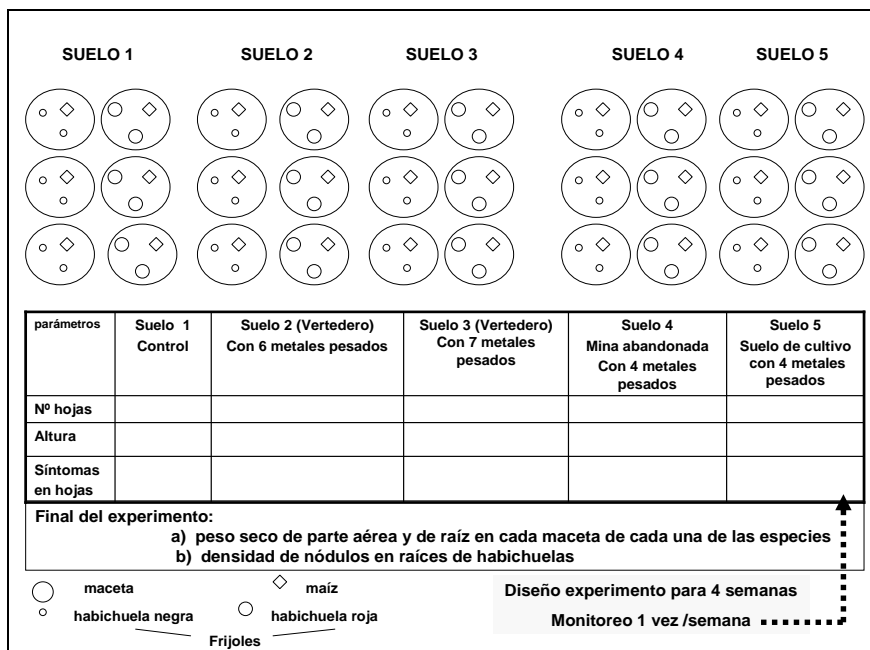 SUELO 1 SUELO 2 SUELO 3 SUELO 4 SUELO 5
parámetros
Suelo 1
Control
Suelo 2 (Vertedero)
Con 6 metales pesados
Suelo 3 (Vertedero)
Con 7 metales
pesados
Suelo 4
Mina abandonada
Con 4 metales
pesados
Suelo 5
Suelo de cultivo
con 4 metales
pesados
Nº hojas
Altura
Síntomas
en hojas
Final del experimento:
a) peso seco de parte aérea y de raíz en cada maceta de cada una de las especies
b) densidad de nódulos en raíces de habichuelas
maceta maíz
habichuela negra habichuela roja
Frijoles
Diseño experimento para 4 semanas
Monitoreo 1 vez /semana